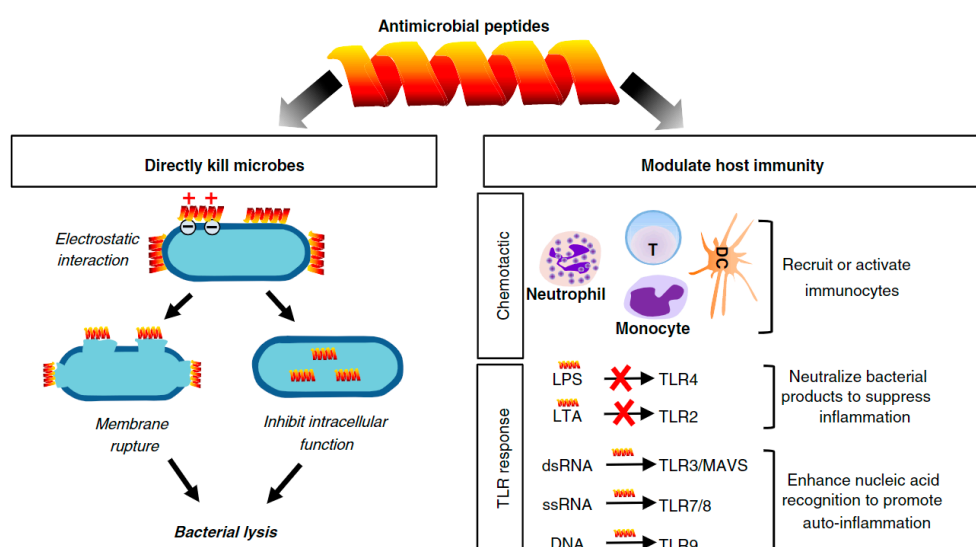 Antimicrobial peptides
Directly kill microbes
+ +
− −
Electrostatic
interaction
Membrane
rupture
Inhibit intracellular
function
Bacterial lysis
Modulate host immunity
Chemotactic
Neutrophil
T
Monocyte
DC
Recruit or activate
immunocytes
TLR response
LPS TLR4
LTA TLR2
Neutralize bacterial
products to suppress
inflammation
dsRNA TLR3/MAVS
ssRNA TLR7/8
DNA TLR9
Enhance nucleic acid
recognition to promote
auto-inflammation